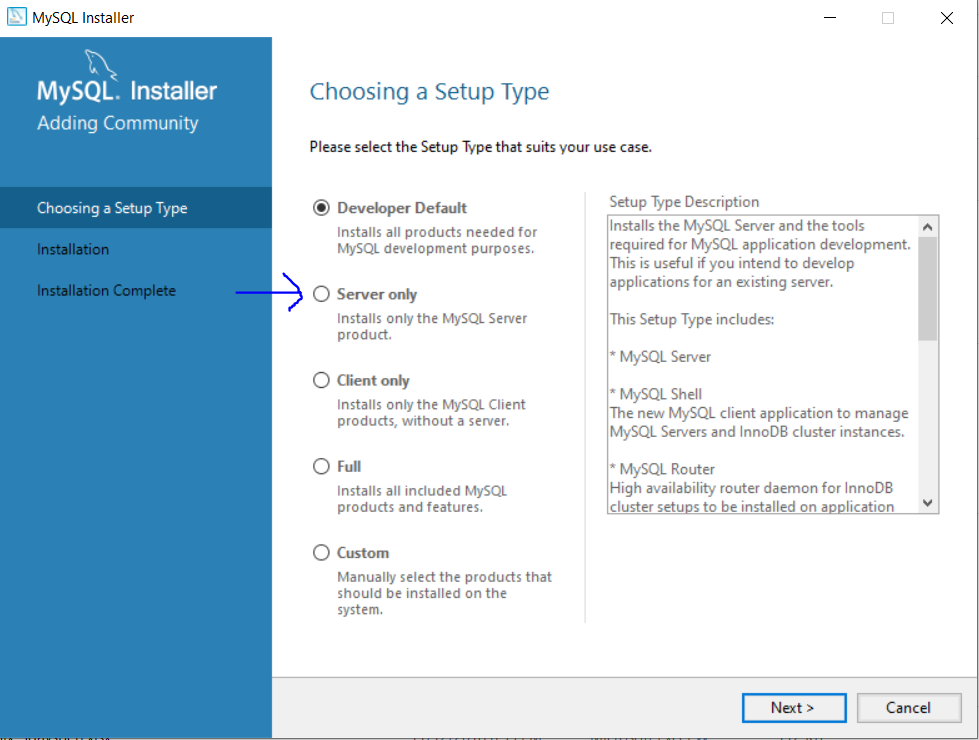 MySQL Installer
MySQL. Installer
Adding Community
Choosing a Setup Type
Installation
Installation Complete
Choosing a Setup Type
Please select the Setup Type that suits your use case.
Developer Default
Installs all products needed for
MySQL development purposes.
Server only
Installs only the MySQL Server
product.
Client only
Installs only the MySQL Client
products, without a server.
Full
Installs all included MySQL
products and features.
Custom
Manually select the products that
should be installed on the
system.
Setup Type Description
Installs the MySQL Server and the tools
required for MySQL application development.
This is useful if you intend to develop
applications for an existing server.
This Setup Type includes:
* MySQL Server
* MySQL Shell
The new MySQL client application to manage
MySQL Servers and InnoDB cluster instances.
* MySQL Router
High availability router daemon for InnoDB
cluster setups to be installed on application
Next >
Cancel